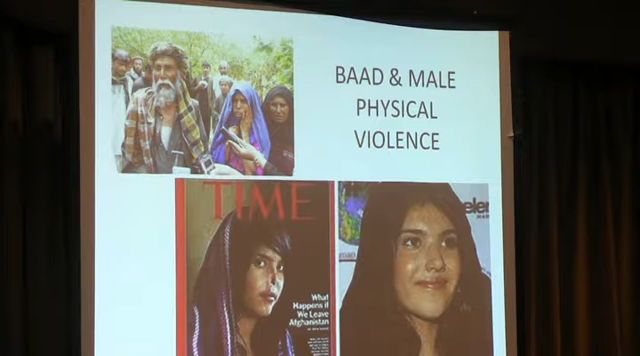 BAAD & MALE
PHYSICAL
VIOLENCE
TIME
What
Happens if
We Leave
Afghanistan